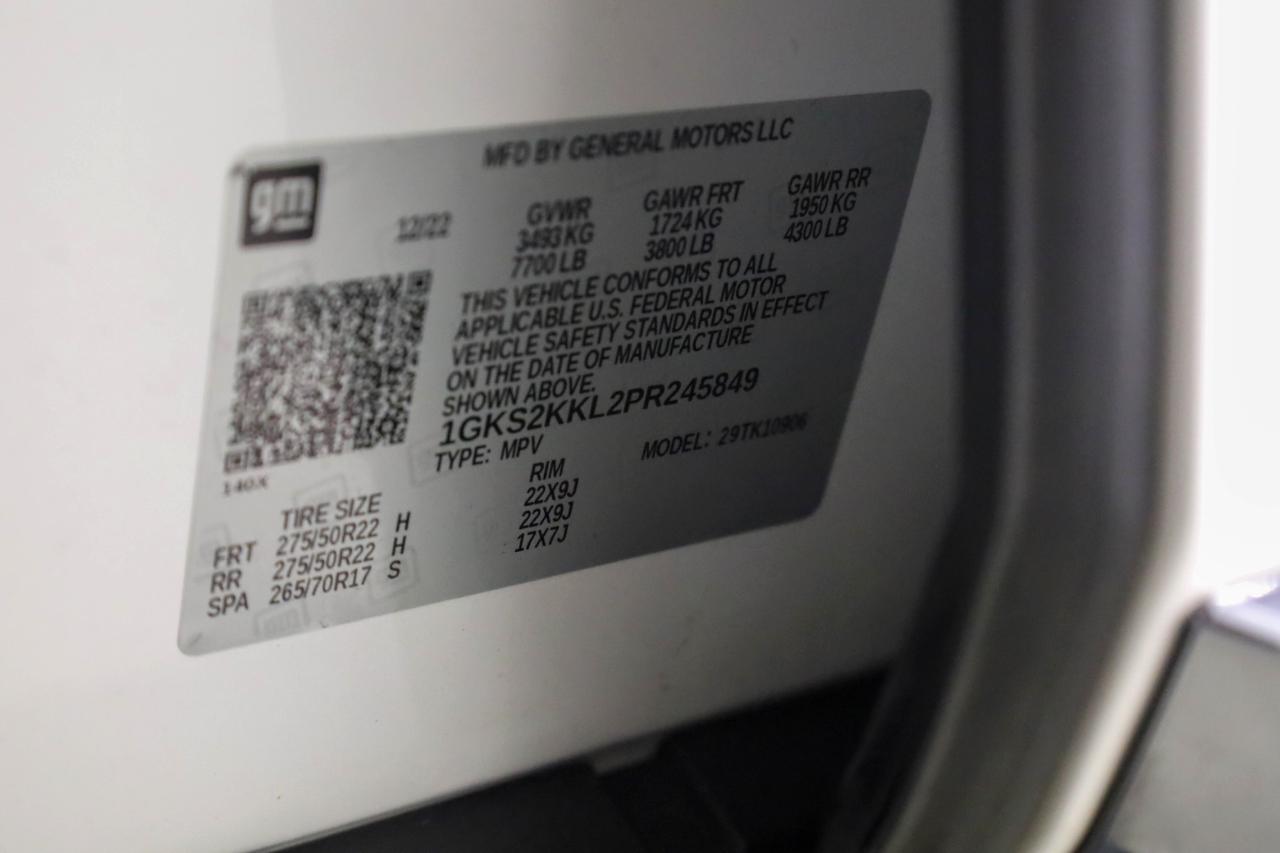 MFD BY GENERAL MOTORS LLC
gm
12/22
GVWR GAWR FRT GAWR RR
3493 KG 1724 KG 1950 KG
7700 LB 3800 LB 4300 LB
THIS VEHICLE CONFORMS TO ALL
APPLICABLE U.S. FEDERAL MOTOR
VEHICLE SAFETY STANDARDS IN EFFECT
ON THE DATE OF MANUFACTURE
SHOWN ABOVE.
1GKS2KKL2PR245849
TYPE: MPV MODEL: 29TK10906
140X
TIRE SIZE RIM
FRT 275/50R22 H 22X9J
RR 275/50R22 H 22X9J
SPA 265/70R17 S 17X7J